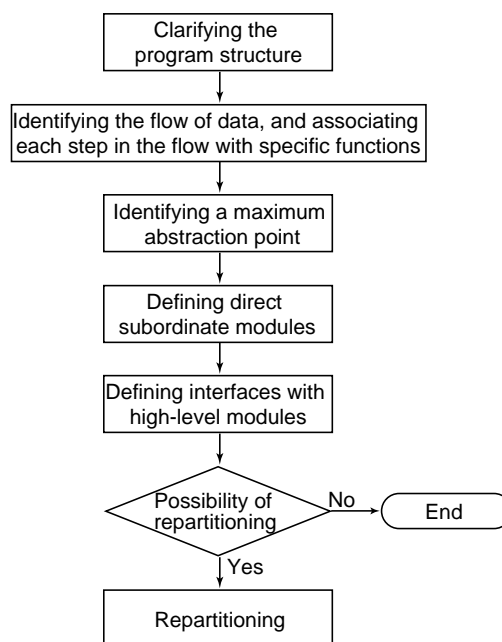 Clarifying the
program structure
Identifying the flow of data, and associating
each step in the flow with specific functions
Identifying a maximum
abstraction point
Defining direct
subordinate modules
Defining interfaces with
high-level modules
Possibility of
repartitioning
No
End
Yes
Repartitioning